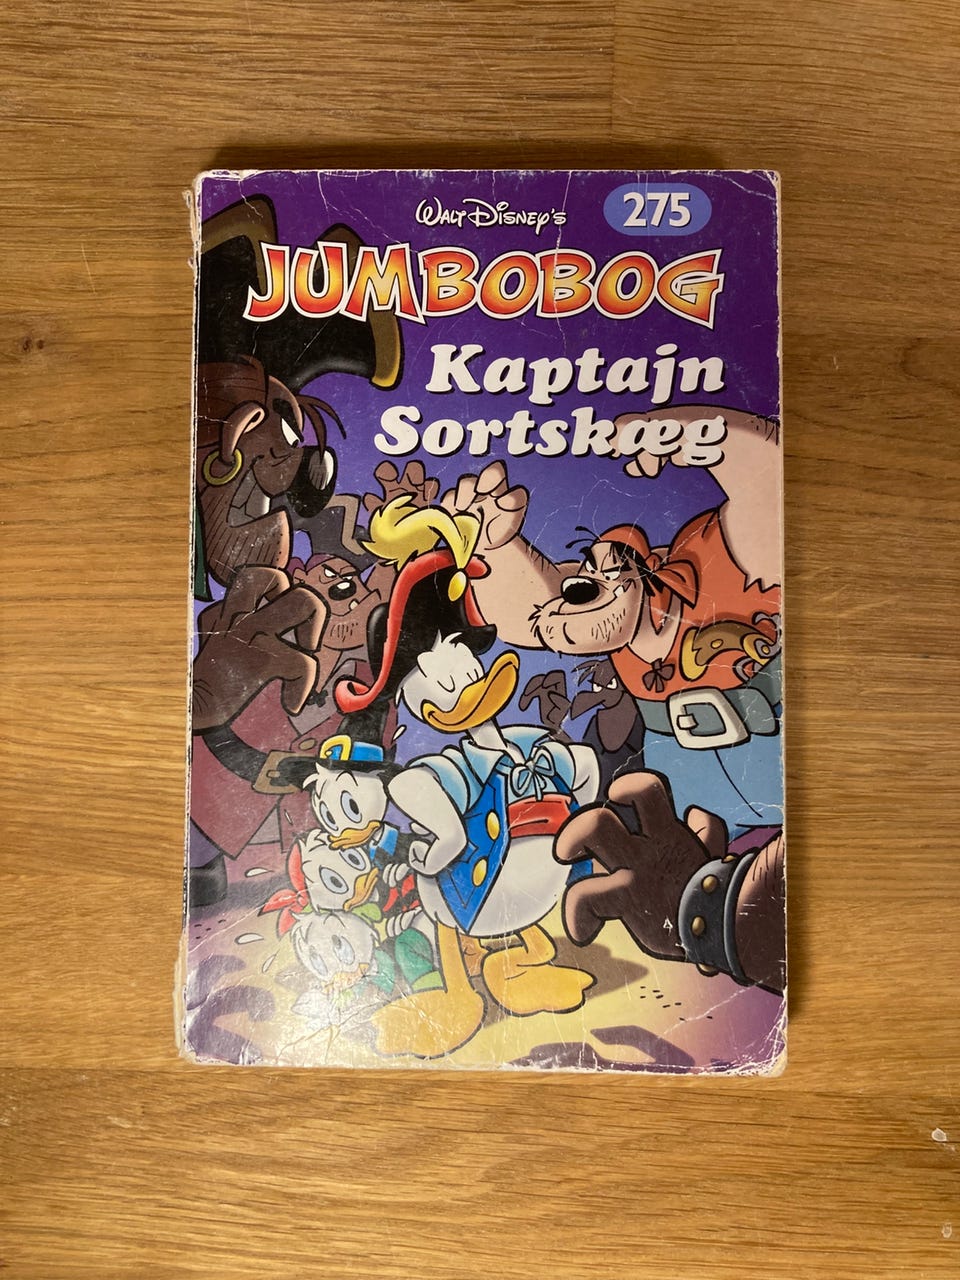 WALT DISNEY'S
275
JUMBOBOG
Kaptajn
Sortskæg